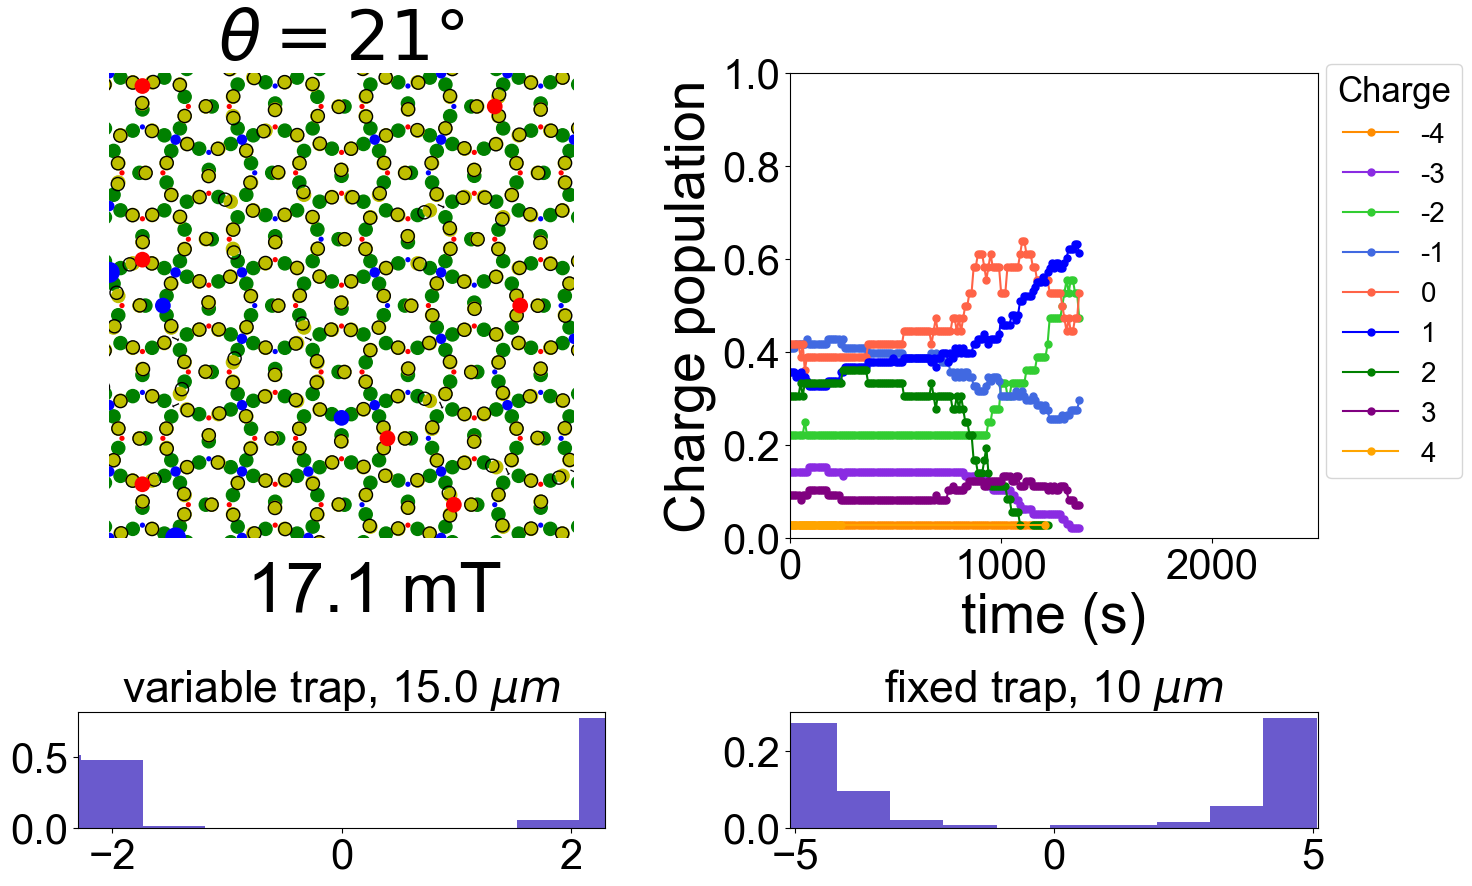 θ = 21°
17.1 mT
Charge population
1.0
0.8
0.6
0.4
0.2
0.0
0 1000 2000
time (s)
Charge
-4
-3
-2
-1
0
1
2
3
4
variable trap, 15.0 μm
0.5
0.0
−2 0 2
fixed trap, 10 μm
0.2
0.0
−5 0 5